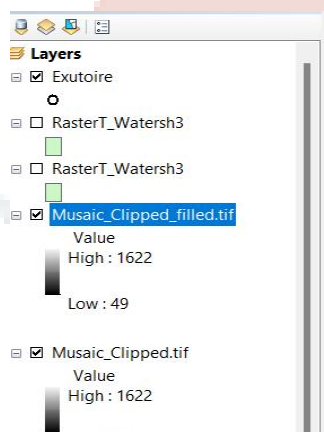 Layers
Exutoire
RasterT_Watersh3
RasterT_Watersh3
Musaic_Clipped_filled.tif
Value
High : 1622
Low : 49
Musaic_Clipped.tif
Value
High : 1622